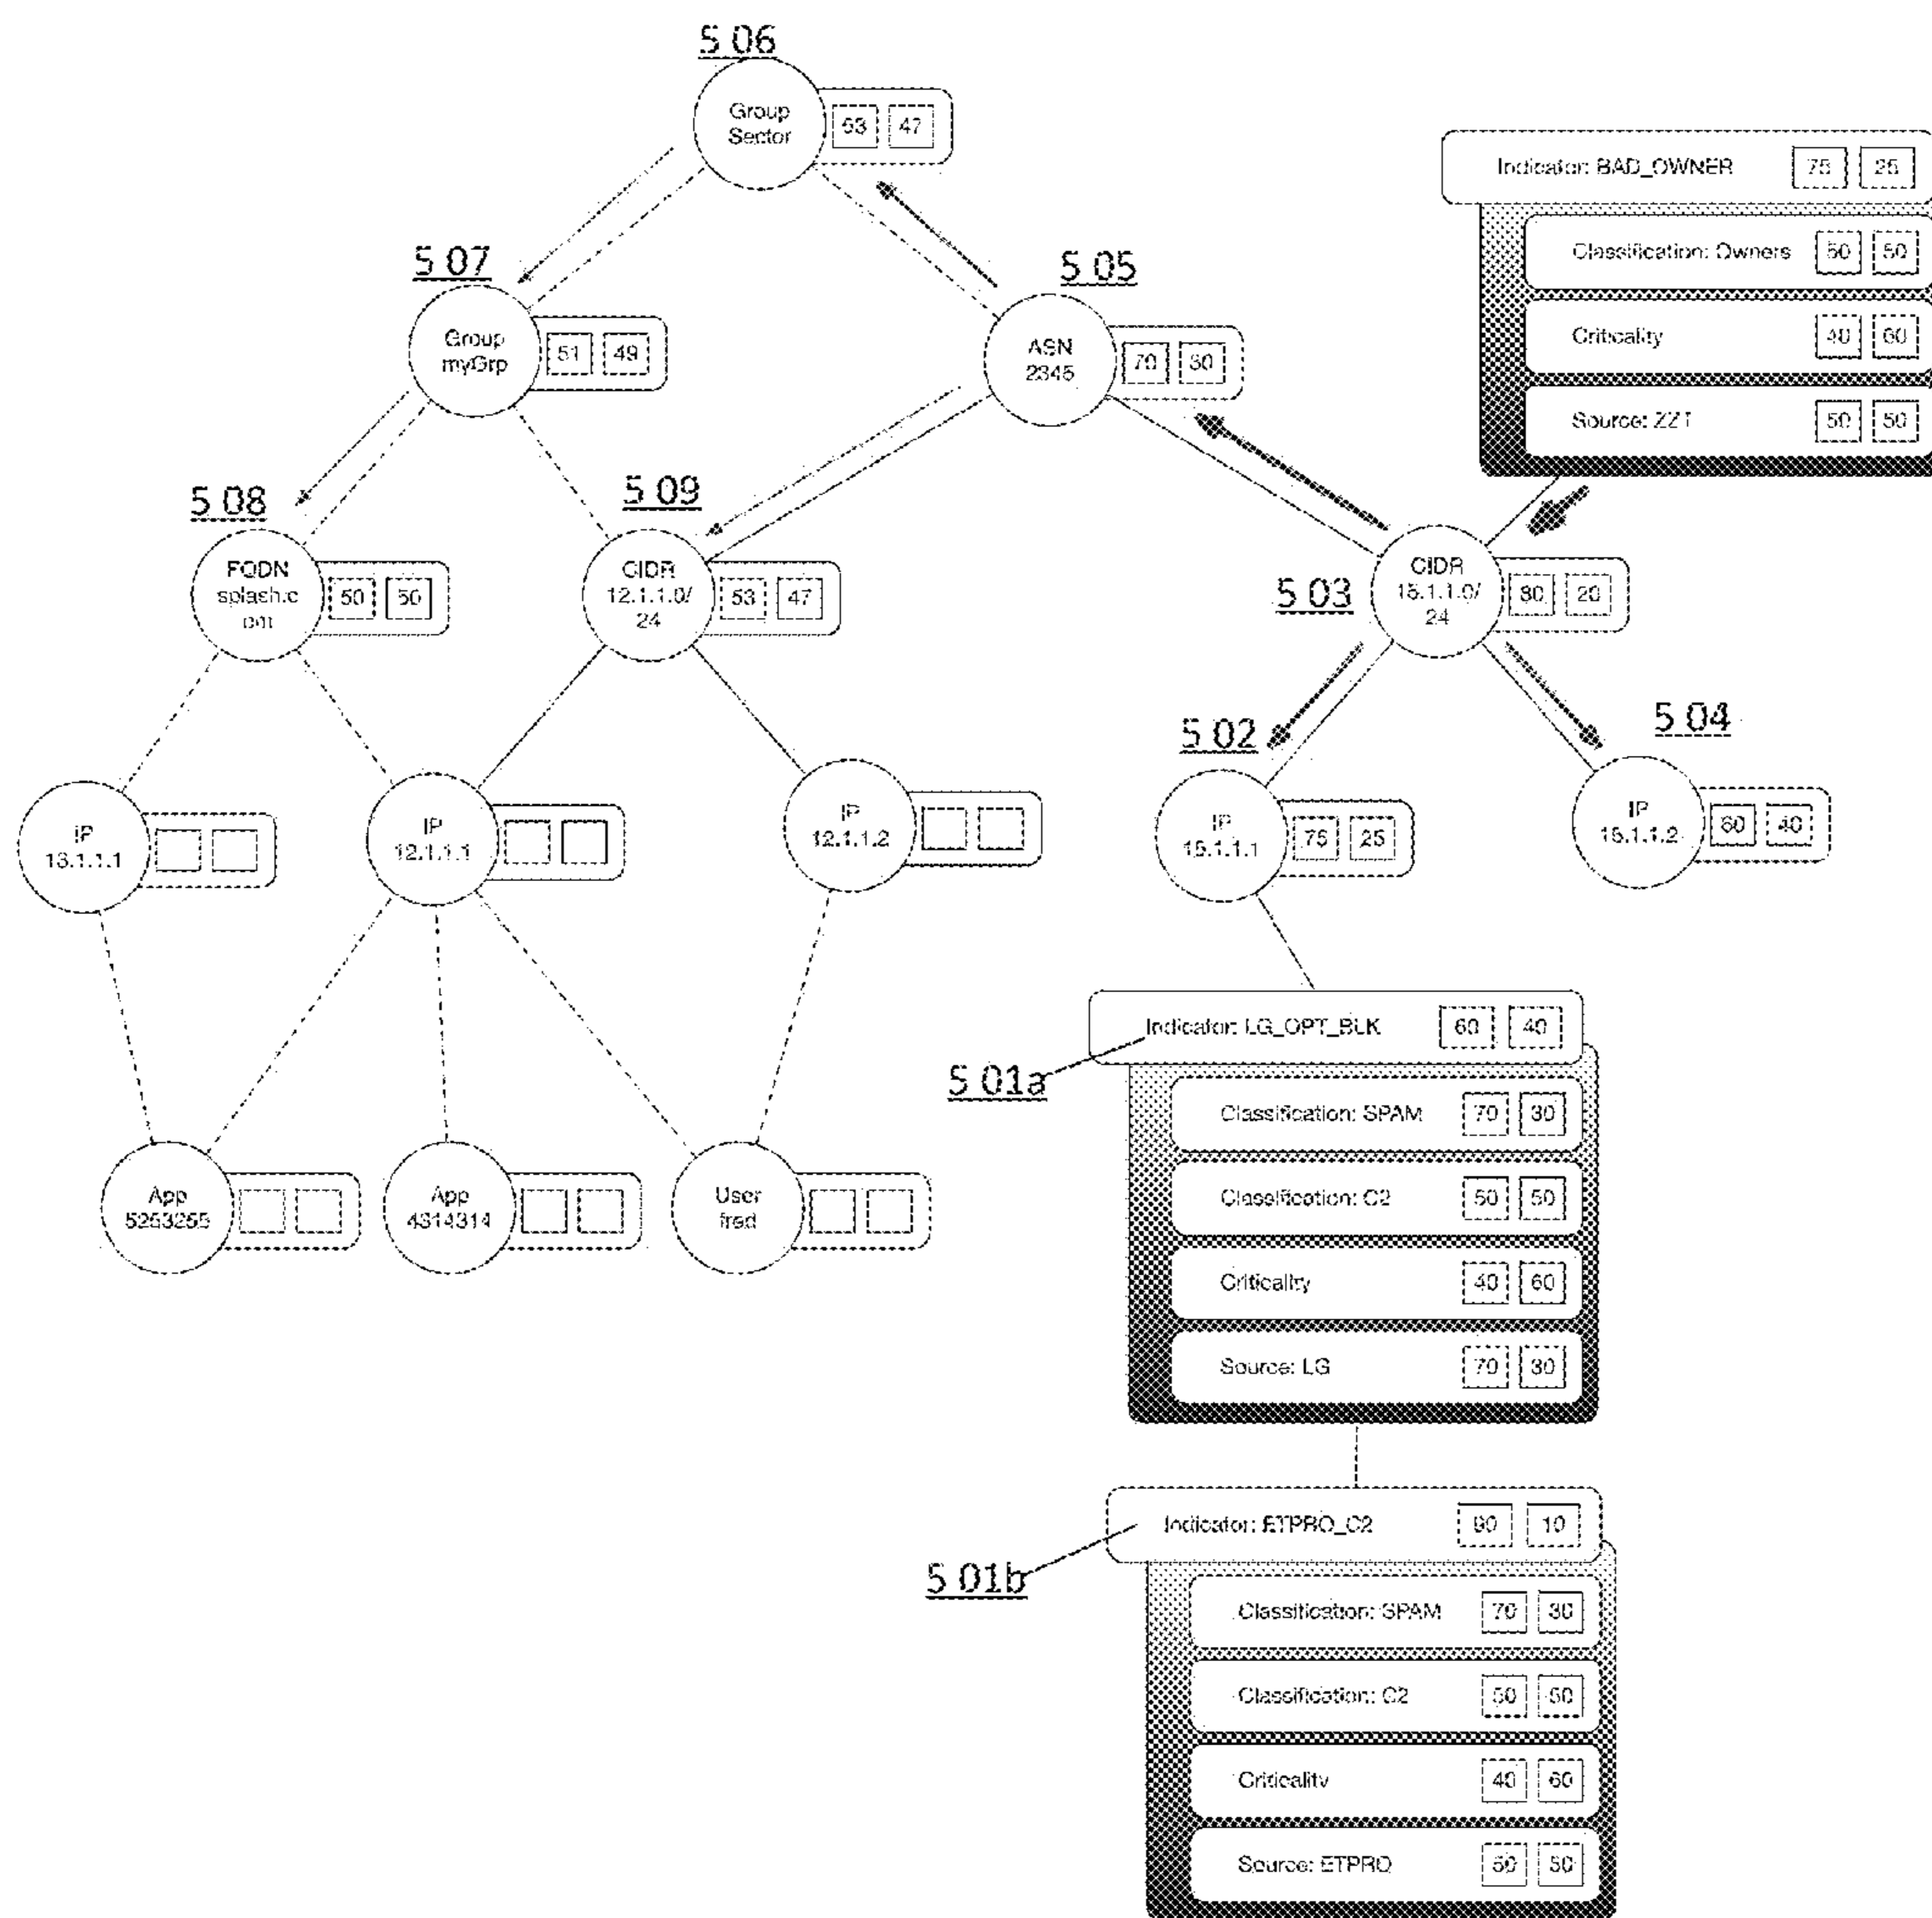 5 06
Group
Sector
53 47
Indicator: BAD_OWNER 75 25
Classification: Owners 50 50
Criticality 40 60
Source: ZZT 50 50
5 07
Group
myGrp
51 49
5 05
ASN
2345
70 30
5 08
FQDN
splash.c
om
50 50
5 09
CIDR
12.1.1.0/
24
53 47
5 03
CIDR
15.1.1.0/
24
80 20
5 02
IP
15.1.1.1
75 25
5 04
IP
15.1.1.2
60 40
IP
13.1.1.1
IP
12.1.1.1
IP
12.1.1.2
App
5253255
App
4314314
User
fred
5 01a
Indicator: LG_OPT_BLK 60 40
Classification: SPAM 70 30
Classification: C2 50 50
Criticality 40 60
Source: LG 70 30
5 01b
Indicator: ETPRO_C2 90 10
Classification: SPAM 70 30
Classification: C2 50 50
Criticality 40 60
Source: ETPRO 50 50